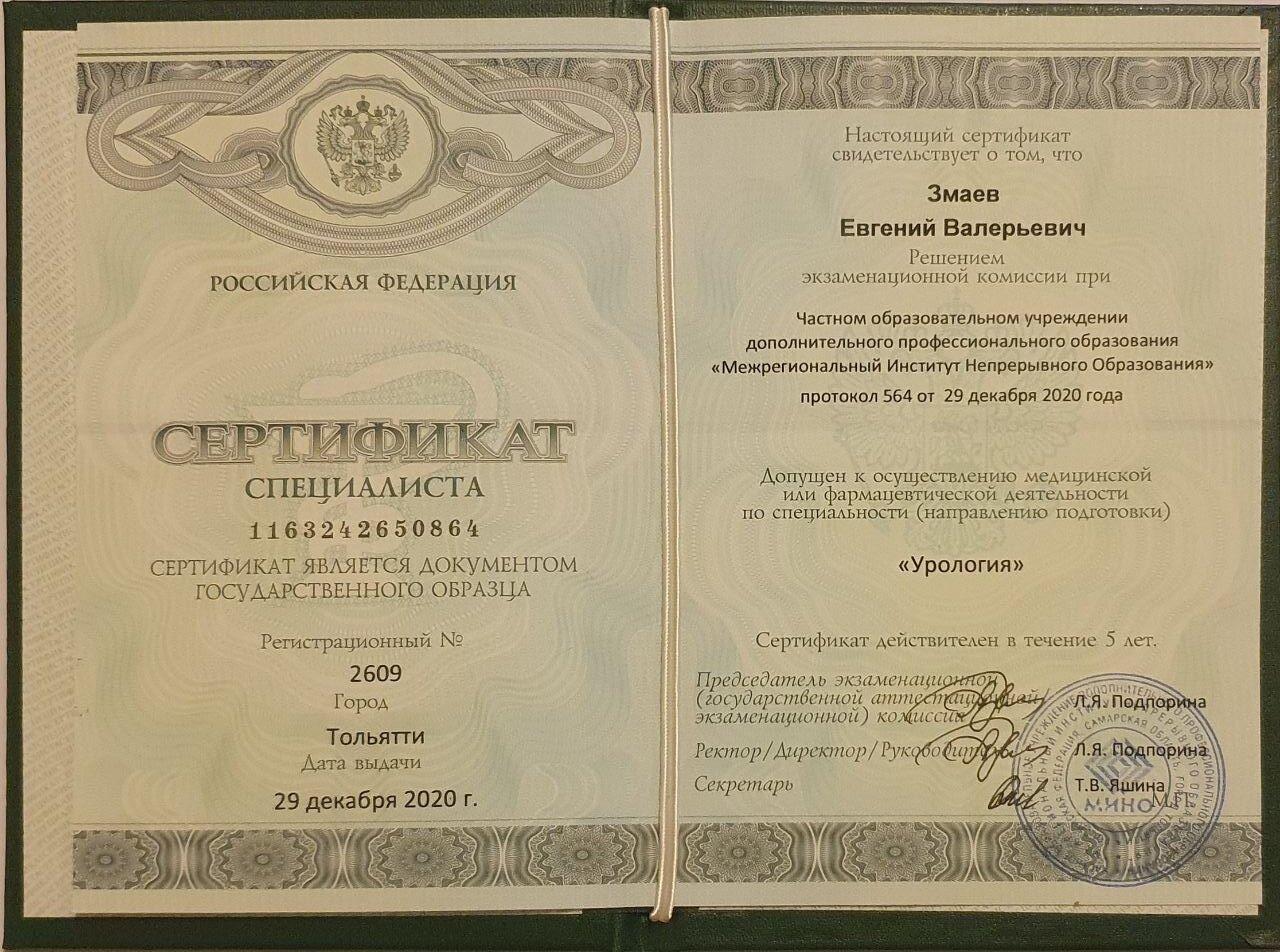 РОССИЙСКАЯ ФЕДЕРАЦИЯ
СЕРТИФИКАТ
СПЕЦИАЛИСТА
1163242650864
СЕРТИФИКАТ ЯВЛЯЕТСЯ ДОКУМЕНТОМ
ГОСУДАРСТВЕННОГО ОБРАЗЦА
Регистрационный №
2609
Город
Тольятти
Дата выдачи
29 декабря 2020 г.
Настоящий сертификат
свидетельствует о том, что
Змаев
Евгений Валерьевич
Решением
экзаменационной комиссии при
Частном образовательном учреждении
дополнительного профессионального образования
«Межрегиональный Институт Непрерывного Образования»
протокол 564 от 29 декабря 2020 года
Допущен к осуществлению медицинской
или фармацевтической деятельности
по специальности (направлению подготовки)
«Урология»
Сертификат действителен в течение 5 лет.
Председатель экзаменационной
(государственной аттестационной/
экзаменационной) комиссии Л.Я. Подпорина
Ректор/Директор/Руководитель Л.Я. Подпорина
Секретарь Т.В. Яшина
М.П.
МИНО